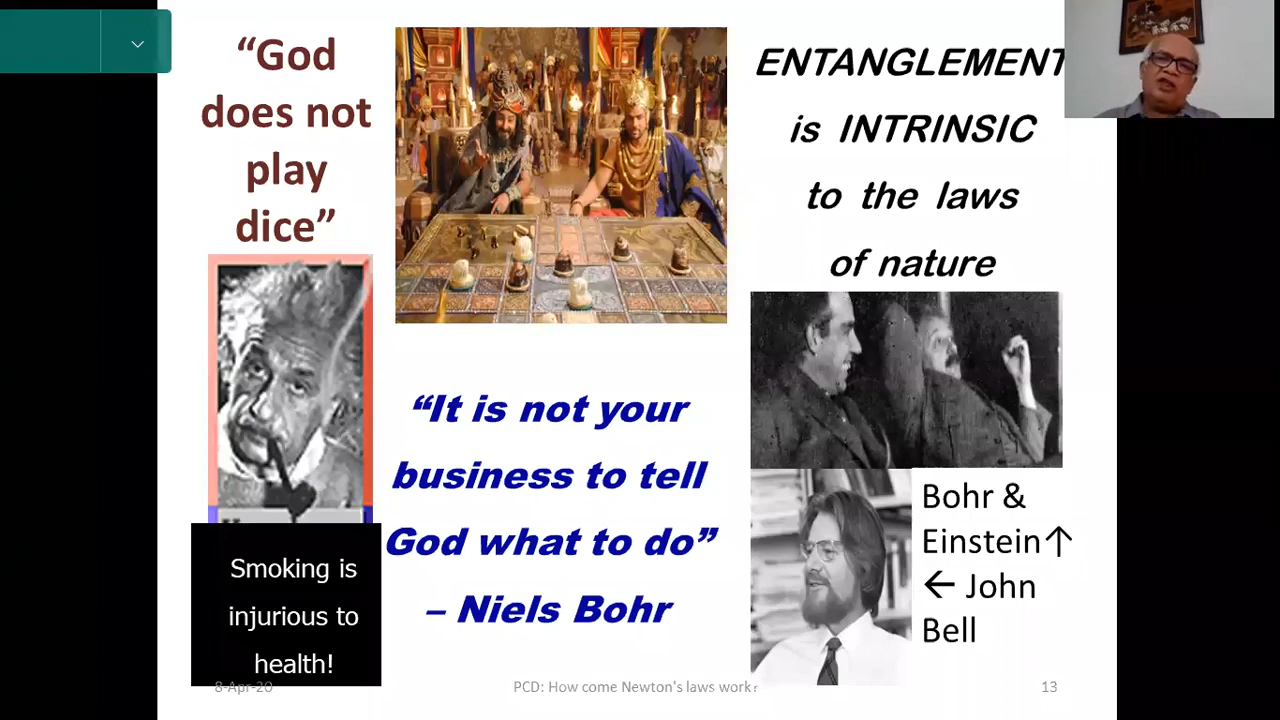 “God
does not
play
dice”
Smoking is
injurious to
health!
“It is not your
business to tell
God what to do”
– Niels Bohr
ENTANGLEMENT
is INTRINSIC
to the laws
of nature
Bohr &
Einstein↑
← John
Bell
8-Apr-20
PCD: How come Newton's laws work?
13